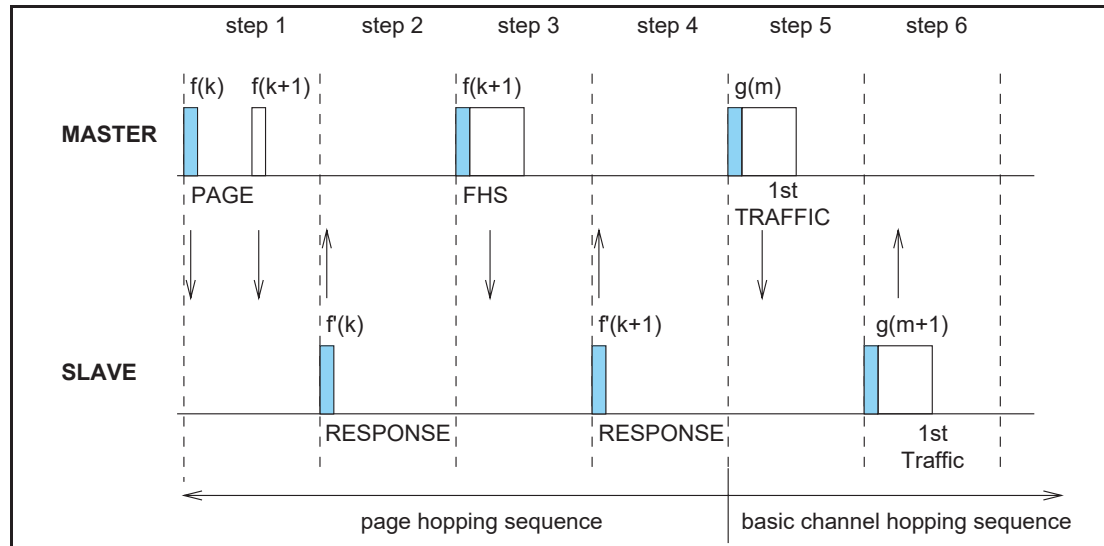 step 1 step 2 step 3 step 4 step 5 step 6
f(k) f(k+1) f(k+1) g(m)
MASTER
PAGE FHS 1st
TRAFFIC
f'(k) f'(k+1) g(m+1)
SLAVE
RESPONSE RESPONSE 1st
Traffic
page hopping sequence basic channel hopping sequence